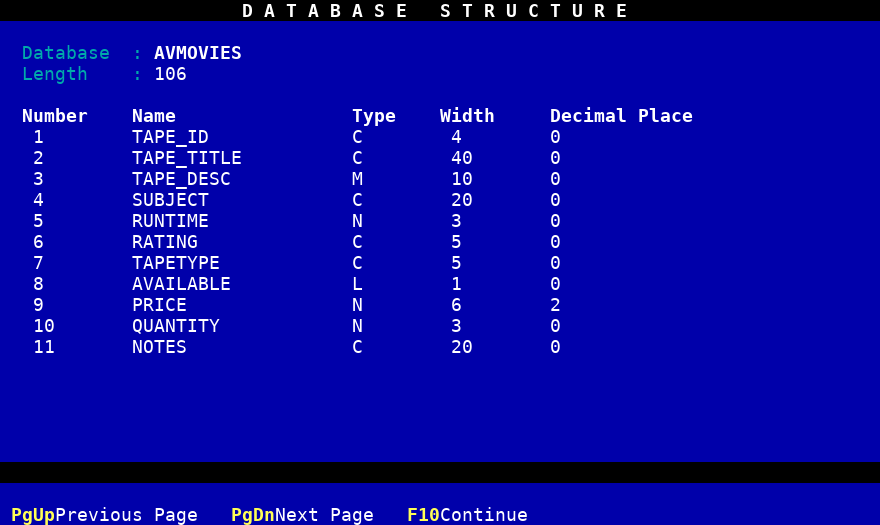 D A T A B A S E   S T R U C T U R E
Database : AVMOVIES
Length : 106
Number Name Type Width Decimal Place
1 TAPE_ID C 4 0
2 TAPE_TITLE C 40 0
3 TAPE_DESC M 10 0
4 SUBJECT C 20 0
5 RUNTIME N 3 0
6 RATING C 5 0
7 TAPETYPE C 5 0
8 AVAILABLE L 1 0
9 PRICE N 6 2
10 QUANTITY N 3 0
11 NOTES C 20 0
PgUpPrevious Page PgDnNext Page F10Continue